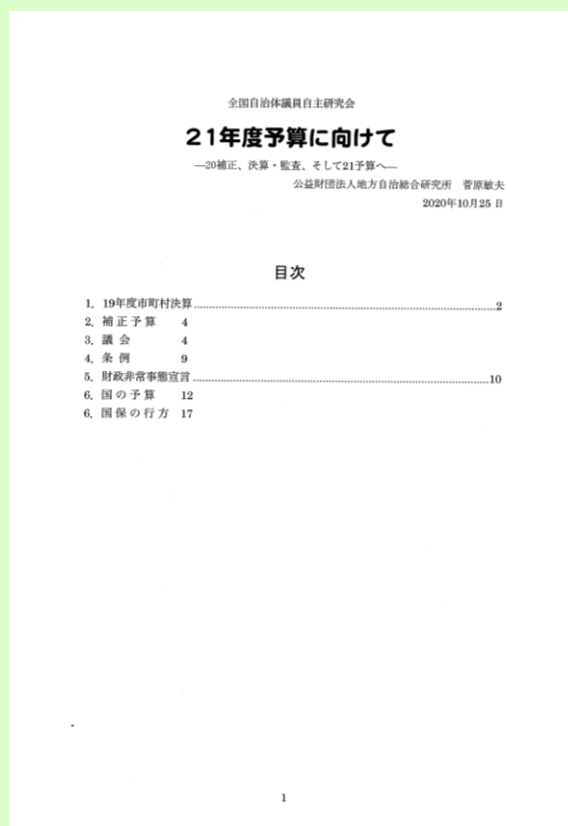 全国自治体議員自主研究会
21年度予算に向けて
―20補正、決算・監査、そして21予算へ―
公益財団法人地方自治総合研究所　菅原敏夫
2020年10月25日
目次
1．19年度市町村決算........................................2
2．補正予算　4
3．議会　4
4．条例　9
5．財政非常事態宣言........................................10
6．国の予算　12
6．国保の行方　17
1